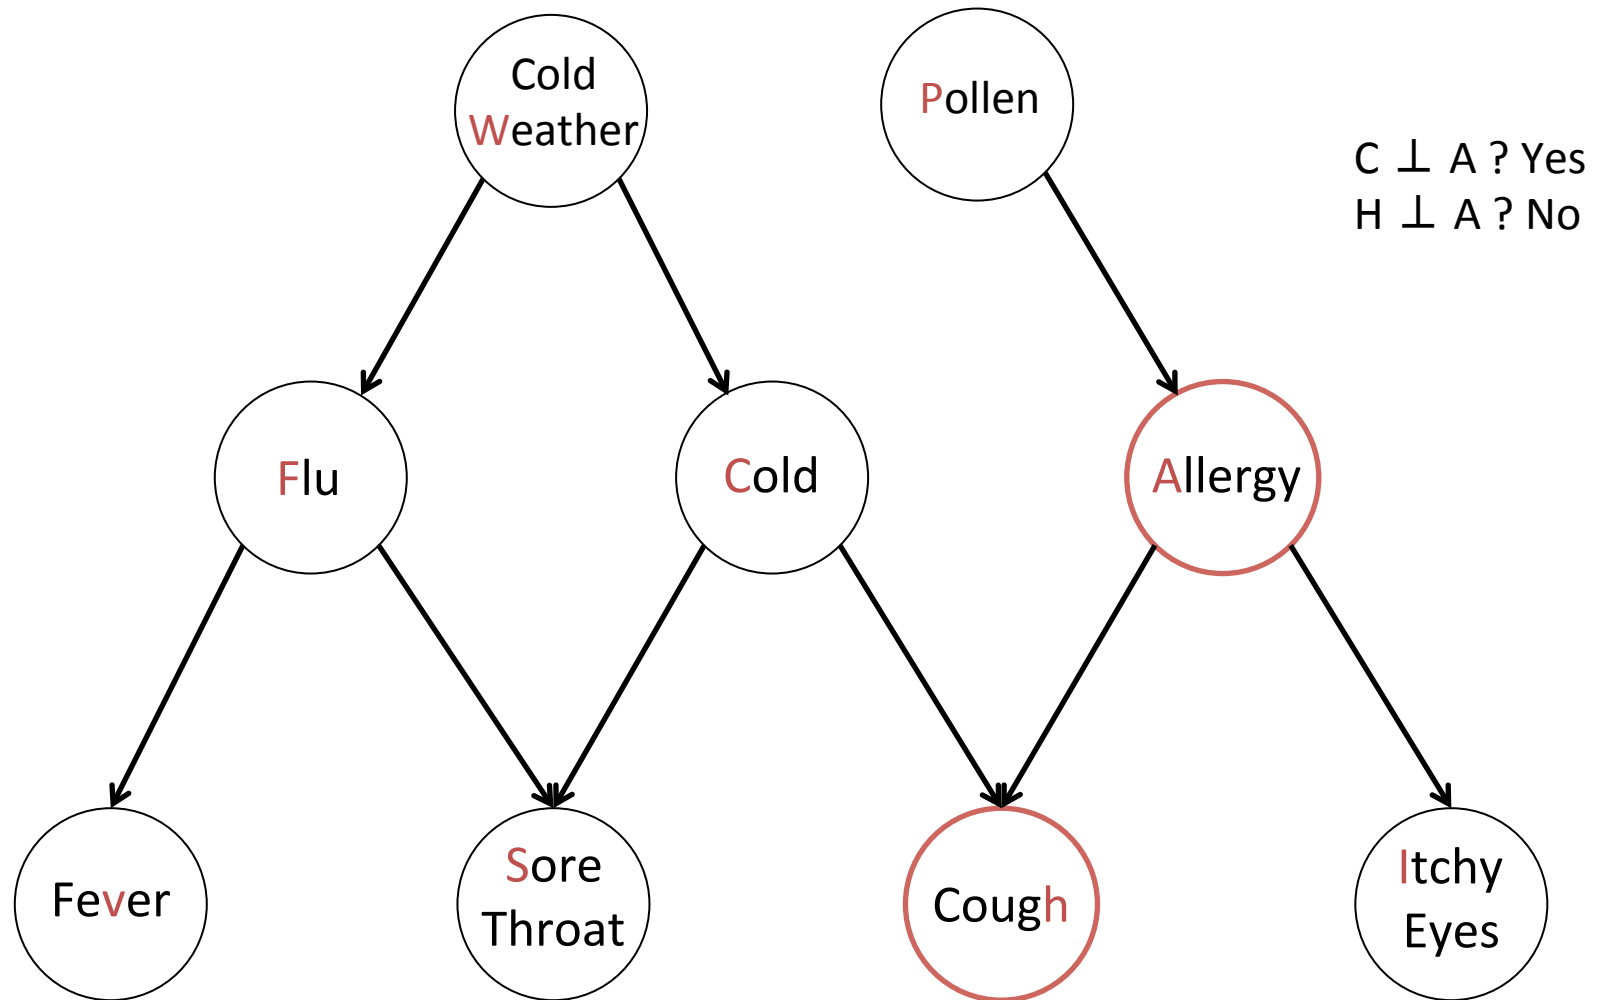 Cold
Weather
Pollen
C ⊥ A ? Yes
H ⊥ A ? No
Flu
Cold
Allergy
Fever
Sore
Throat
Cough
Itchy
Eyes